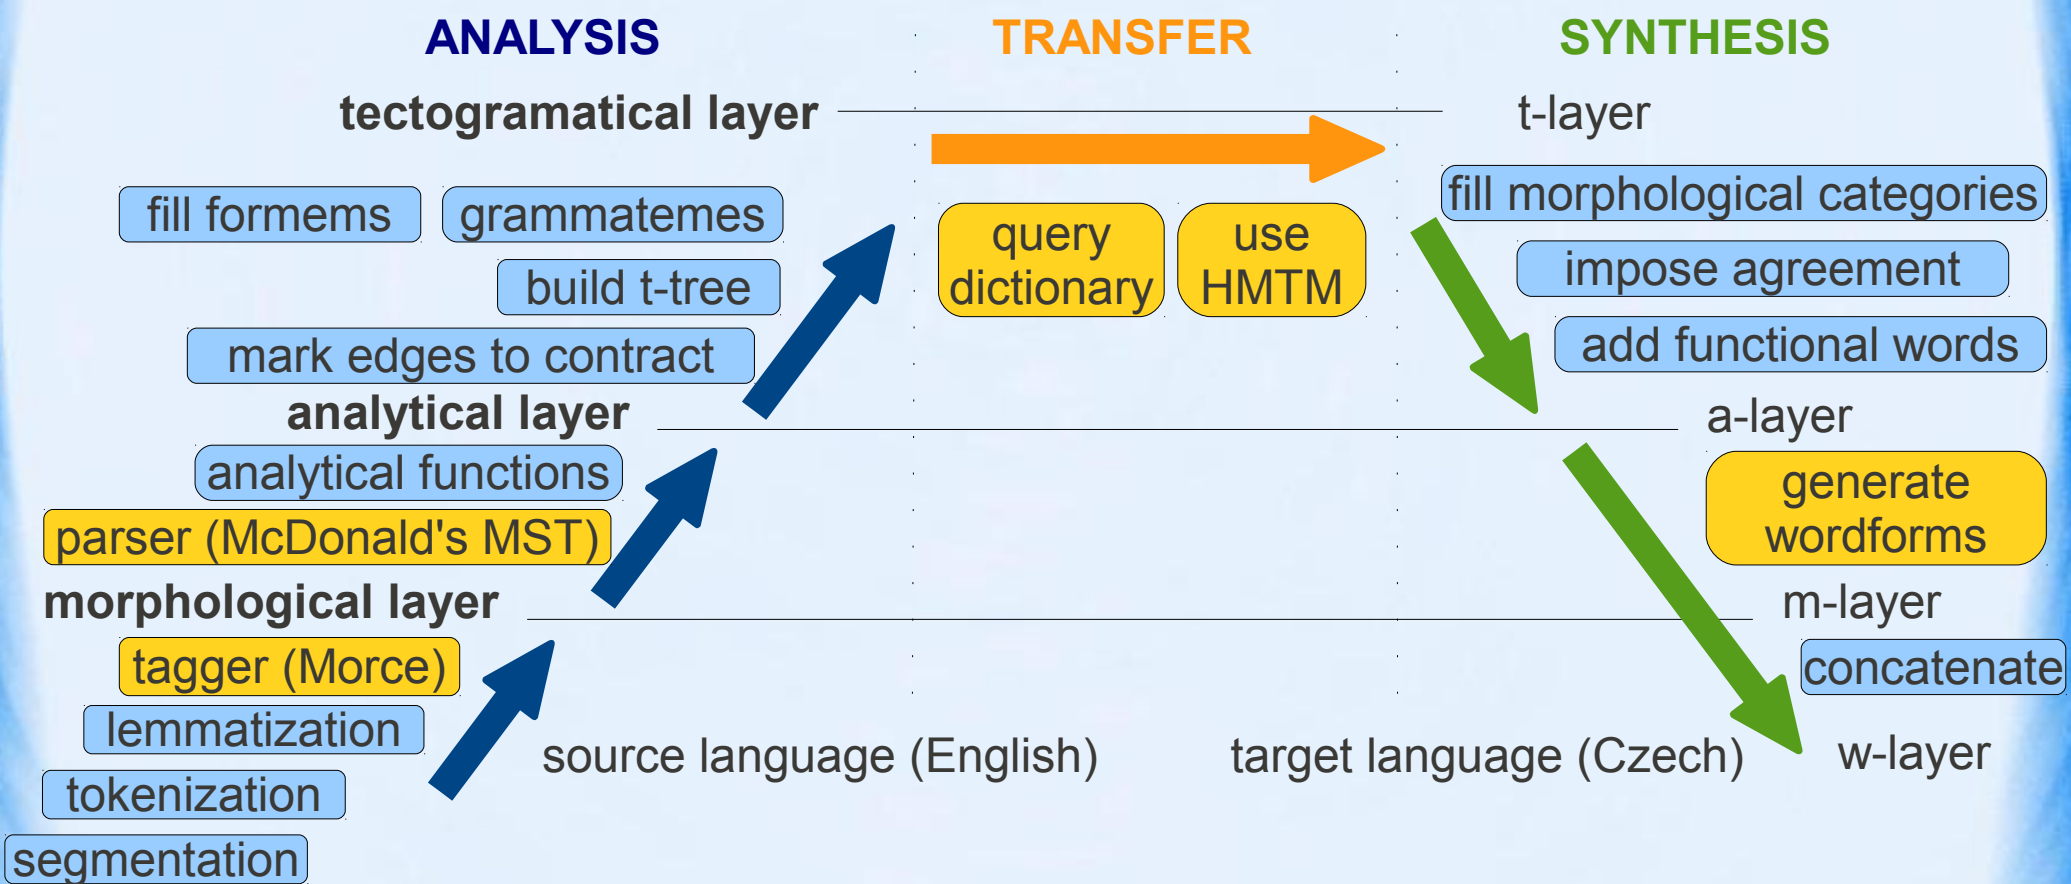 ANALYSIS
TRANSFER
SYNTHESIS
tectogramatical layer
t-layer
fill formems
grammatemes
query
dictionary
use
HMTM
fill morphological categories
build t-tree
impose agreement
mark edges to contract
add functional words
analytical layer
a-layer
analytical functions
generate
wordforms
parser (McDonald's MST)
morphological layer
m-layer
tagger (Morce)
concatenate
lemmatization
source language (English)
target language (Czech)
w-layer
tokenization
segmentation